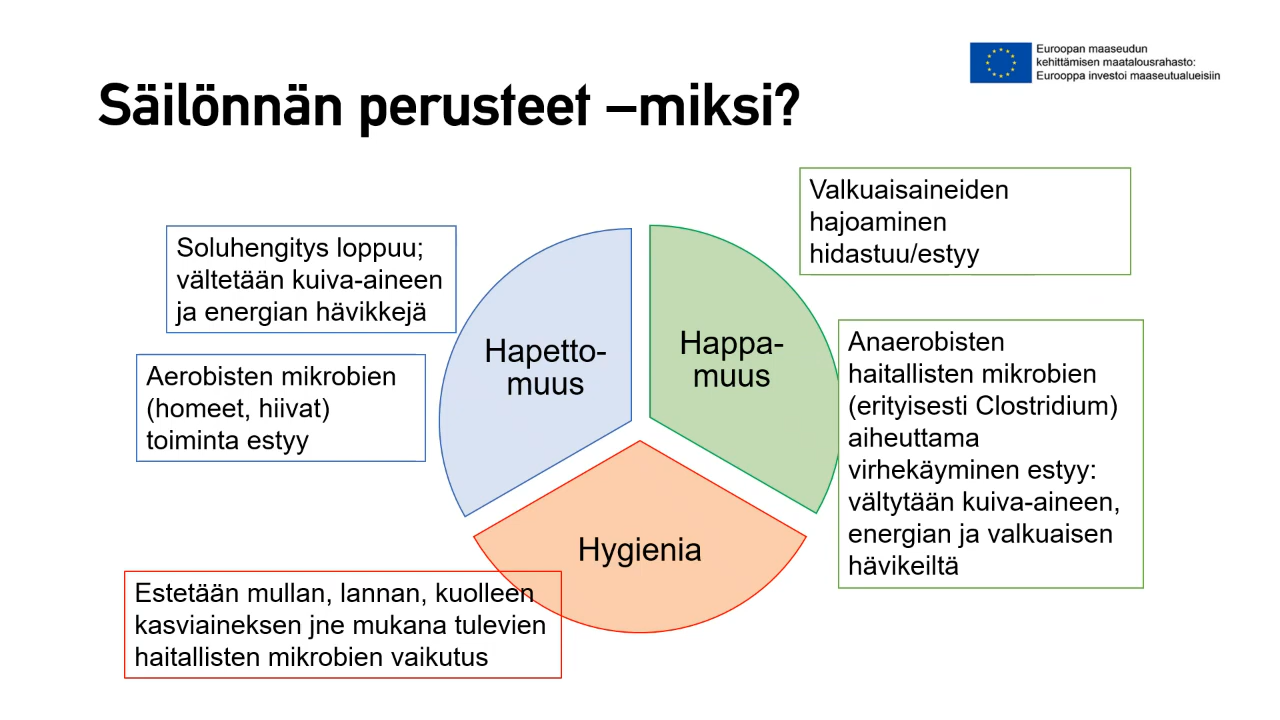 Euroopan maaseudun
kehittämisen maatalousrahasto:
Eurooppa investoi maaseutualueisiin
Säilönnän perusteet –miksi?
Valkuaisaineiden
hajoaminen
hidastuu/estyy
Soluhengitys loppuu;
vältetään kuiva-aineen
ja energian hävikkejä
Hapetto-
muus
Happa-
muus
Anaerobisten
haitallisten mikrobien
(erityisesti Clostridium)
aiheuttama
virhekäyminen estyy:
vältytään kuiva-aineen,
energian ja valkuaisen
hävikeiltä
Aerobisten mikrobien
(homeet, hiivat)
toiminta estyy
Hygienia
Estetään mullan, lannan, kuolleen
kasviaineksen jne mukana tulevien
haitallisten mikrobien vaikutus